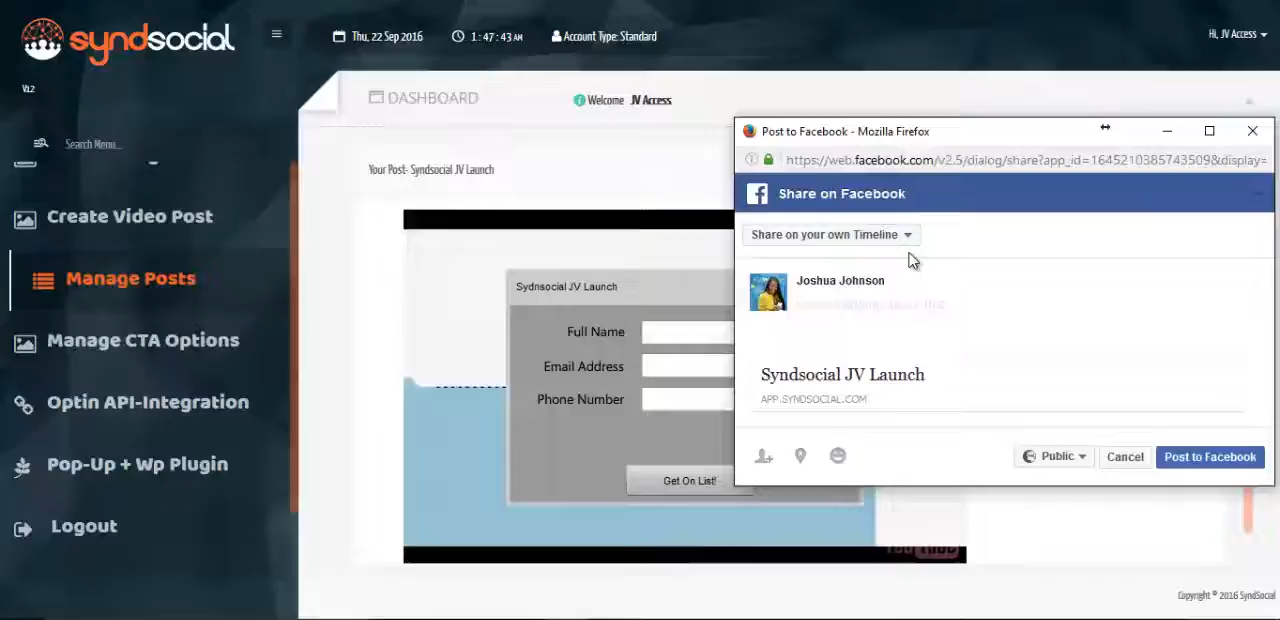 syndsocial
Thu, 22 Sep 2016
1:47:43 AM
Account Type: Standard
Hi, JV Access
V1.2
Search Menu...
Create Video Post
Manage Posts
Manage CTA Options
Optin API-Integration
Pop-Up + Wp Plugin
Logout
DASHBOARD
Welcome JV Access
Your Post- Syndsocial JV Launch
Sydnsocial JV Launch
Full Name
Email Address
Phone Number
Get On List!
Post to Facebook - Mozilla Firefox
https://web.facebook.com/v2.5/dialog/share?app_id=1645210385743509&display=
Share on Facebook
Share on your own Timeline
Joshua Johnson
Syndsocial JV Launch
APP.SYNDSOCIAL.COM
Public
Cancel
Post to Facebook
Copyright © 2016 SyndSocial